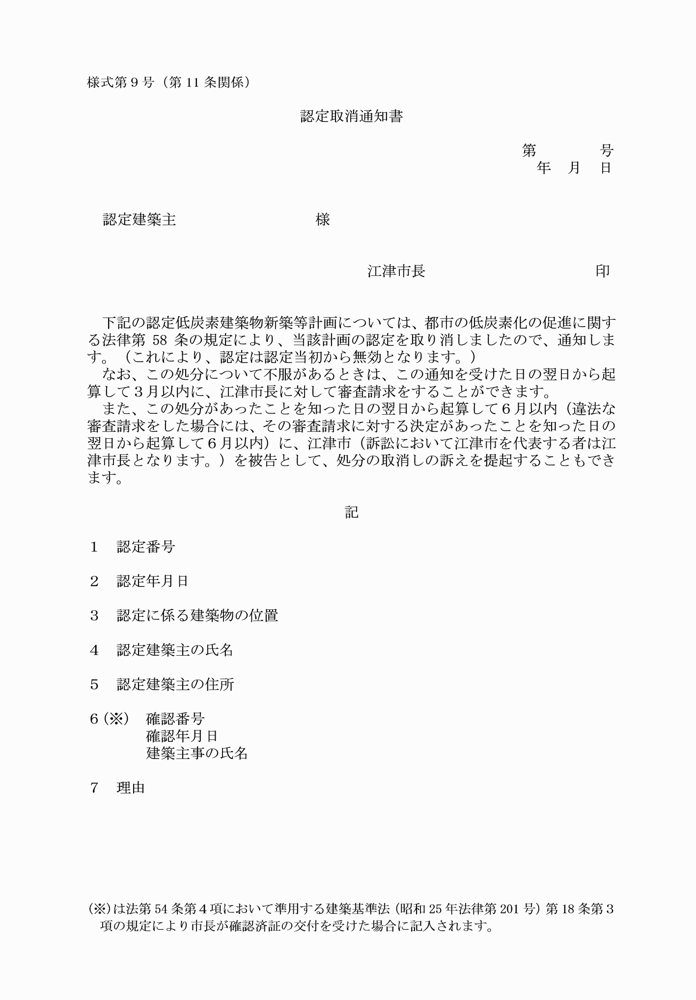 様式第９号（第 11 条関係）
認定取消通知書
第　　　　号
年　月　日
認定建築主　　　　　　　　　様
江津市長　　　　　　　　　　　印
下記の認定低炭素建築物新築等計画については、都市の低炭素化の促進に関す
る法律第 58 条の規定により、当該計画の認定を取り消しましたので、通知しま
す。（これにより、認定は認定当初から無効となります。）
なお、この処分について不服があるときは、この通知を受けた日の翌日から起
算して３月以内に、江津市長に対して審査請求をすることができます。
また、この処分があったことを知った日の翌日から起算して６月以内（違法な
審査請求をした場合には、その審査請求に対する決定があったことを知った日の
翌日から起算して６月以内）に、江津市（訴訟において江津市を代表する者は江
津市長となります。）を被告として、処分の取消しの訴えを提起することもでき
ます。
記
１　認定番号
２　認定年月日
３　認定に係る建築物の位置
４　認定建築主の氏名
５　認定建築主の住所
６（※）　確認番号
確認年月日
建築主事の氏名
７　理由
（※）は法第 54 条第４項において準用する建築基準法（昭和 25 年法律第 201 号）第 18 条第３
項の規定により市長が確認済証の交付を受けた場合に記入されます。